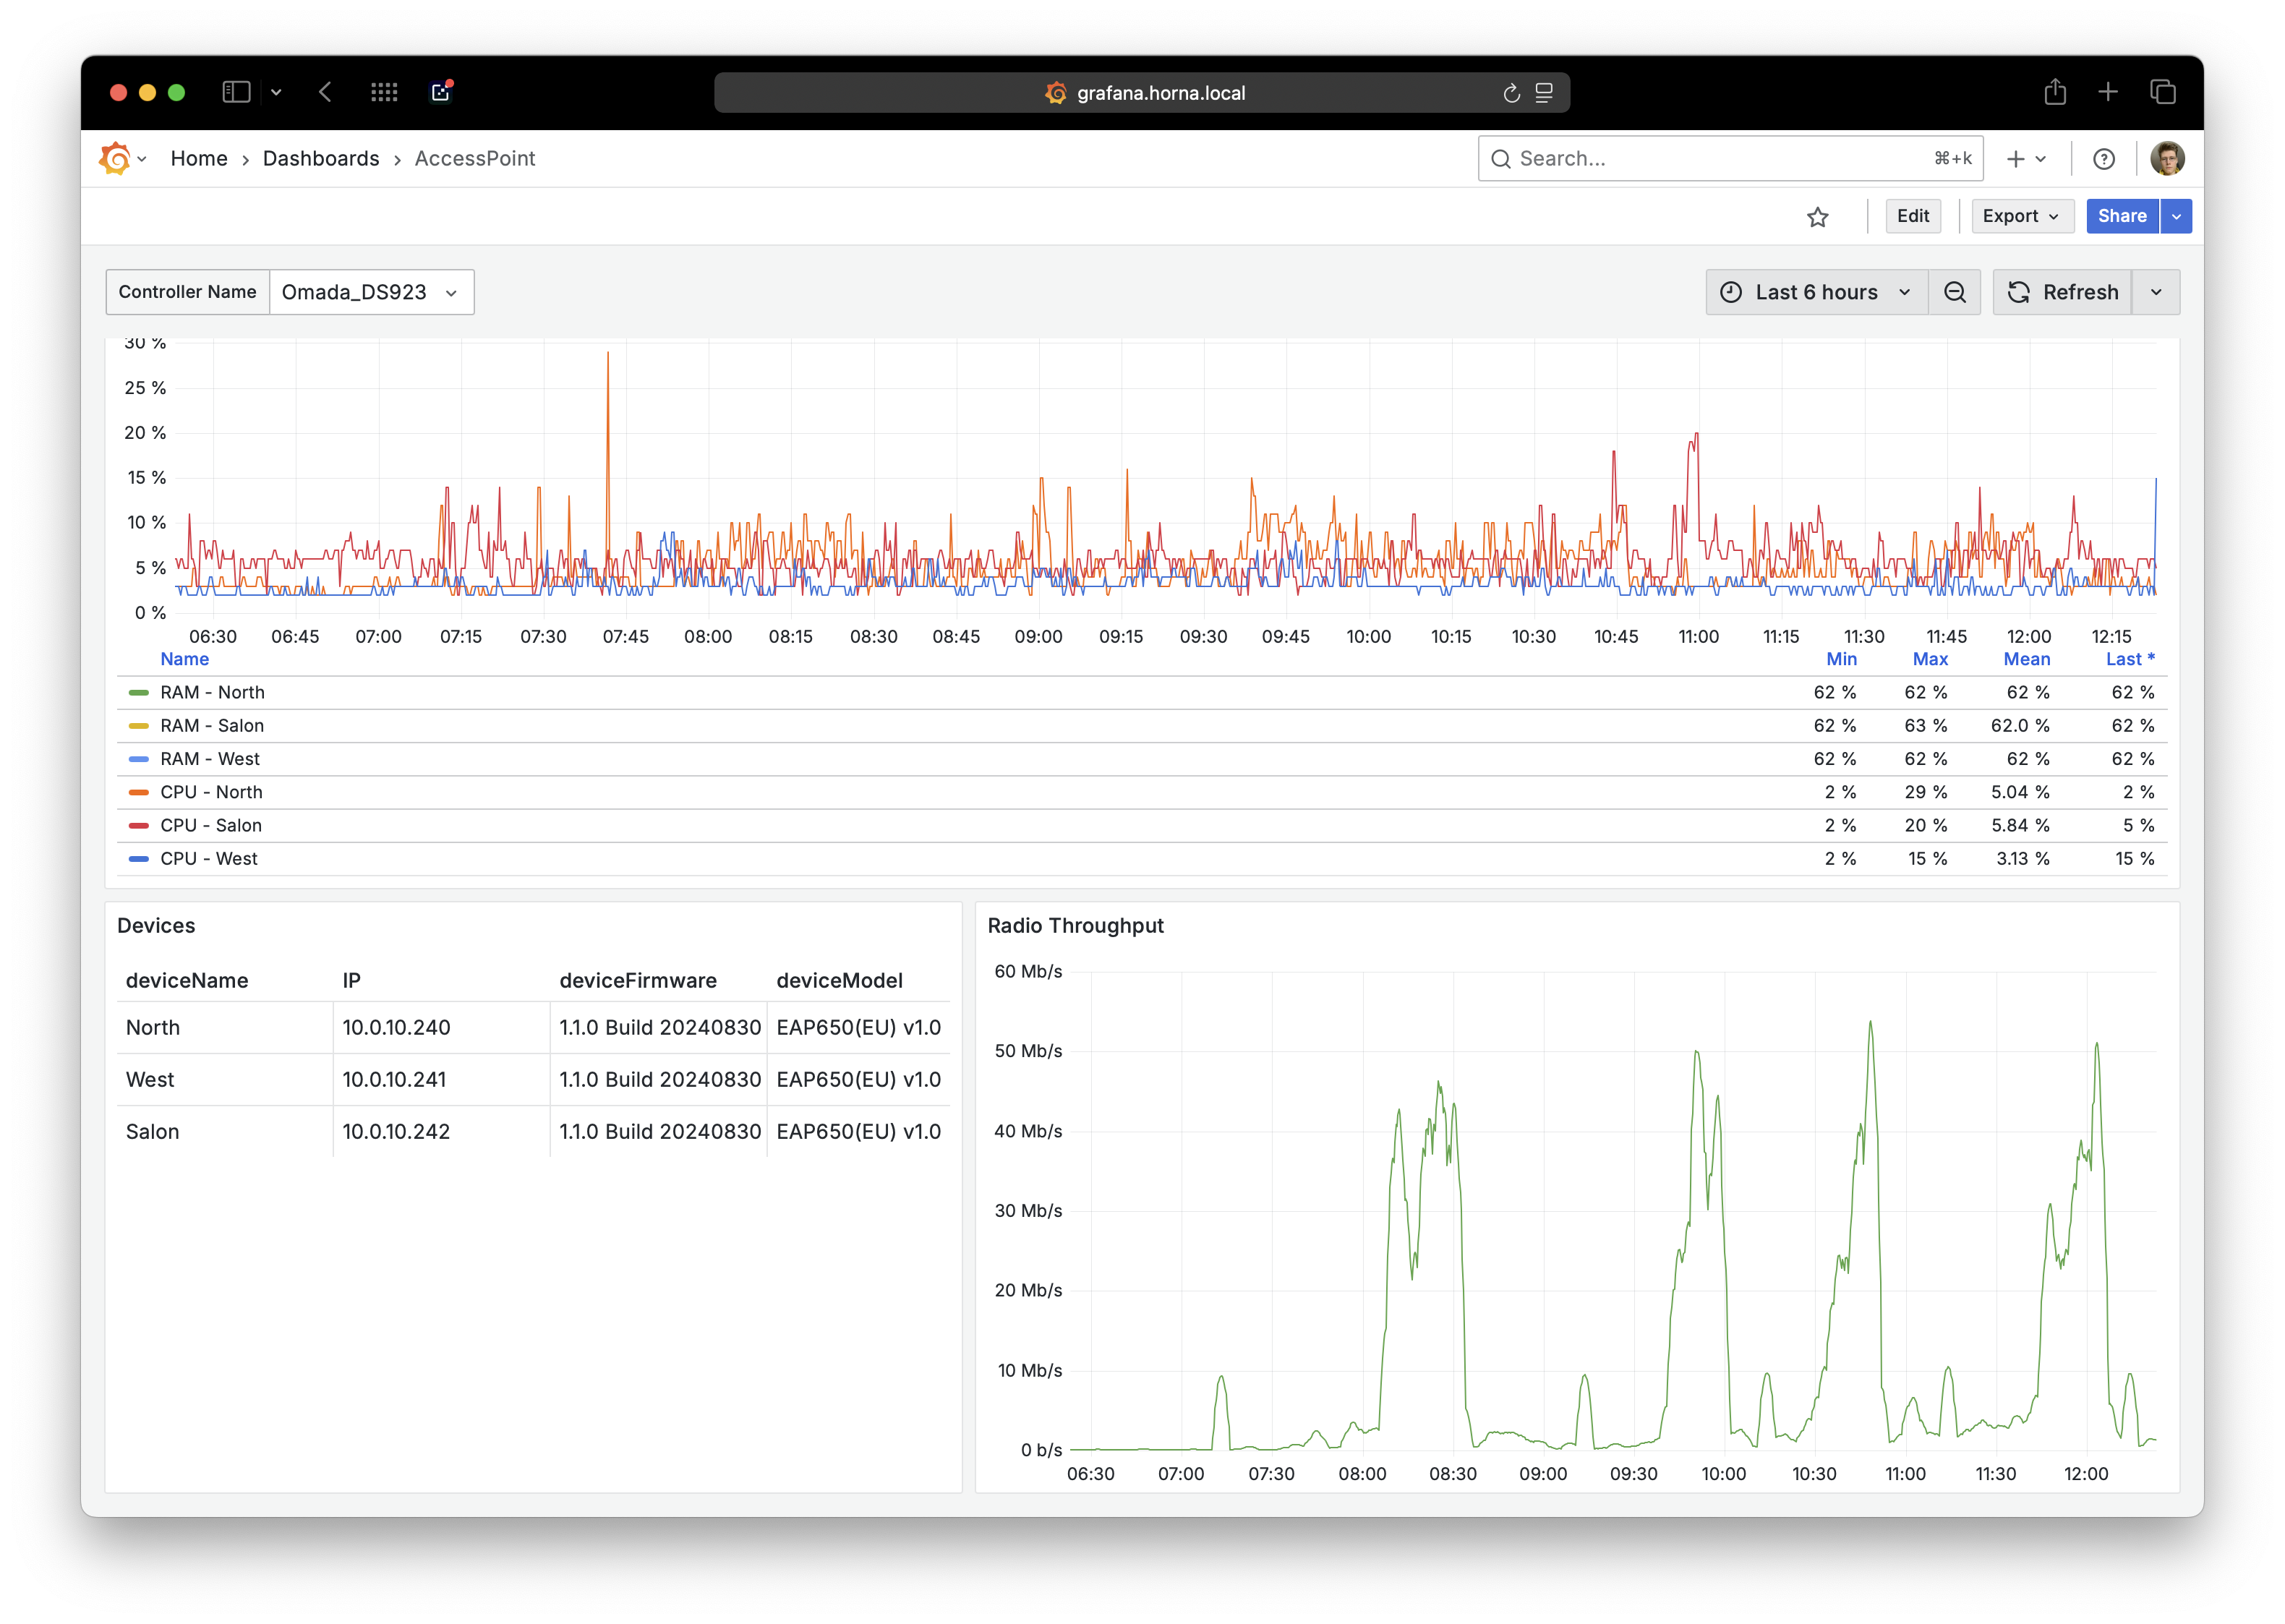 grafana.horna.local
Home › Dashboards › AccessPoint
Search...
⌘+k
Edit
Export
Share
Controller Name
Omada_DS923
Last 6 hours
Refresh
30 %
25 %
20 %
15 %
10 %
5 %
0 %
06:30 06:45 07:00 07:15 07:30 07:45 08:00 08:15 08:30 08:45 09:00 09:15 09:30 09:45 10:00 10:15 10:30 10:45 11:00 11:15 11:30 11:45 12:00 12:15
Name Min Max Mean Last *
RAM - North 62 % 62 % 62 % 62 %
RAM - Salon 62 % 63 % 62.0 % 62 %
RAM - West 62 % 62 % 62 % 62 %
CPU - North 2 % 29 % 5.04 % 2 %
CPU - Salon 2 % 20 % 5.84 % 5 %
CPU - West 2 % 15 % 3.13 % 15 %
Devices
deviceName IP deviceFirmware deviceModel
North 10.0.10.240 1.1.0 Build 20240830 EAP650(EU) v1.0
West 10.0.10.241 1.1.0 Build 20240830 EAP650(EU) v1.0
Salon 10.0.10.242 1.1.0 Build 20240830 EAP650(EU) v1.0
Radio Throughput
60 Mb/s
50 Mb/s
40 Mb/s
30 Mb/s
20 Mb/s
10 Mb/s
0 b/s
06:30 07:00 07:30 08:00 08:30 09:00 09:30 10:00 10:30 11:00 11:30 12:00